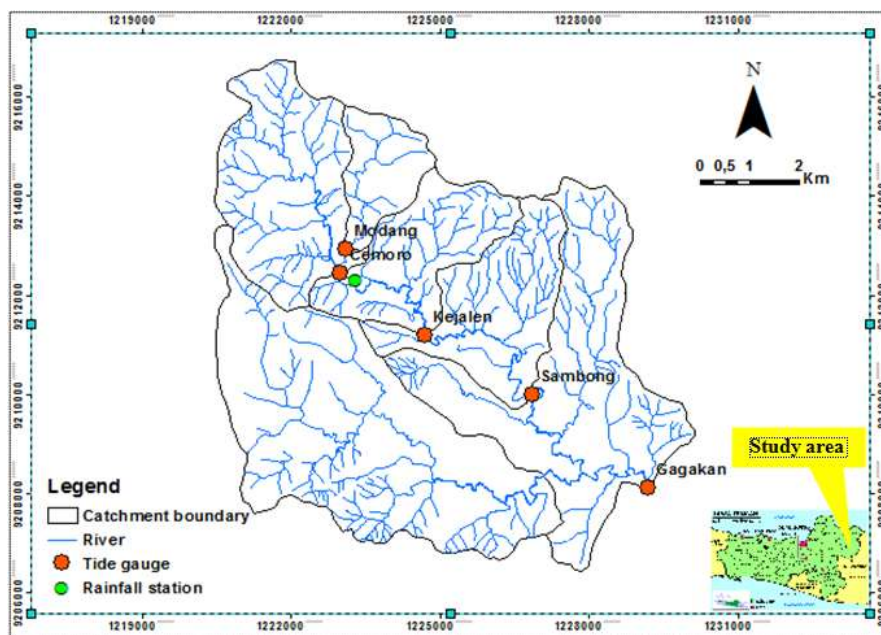 1219000 1222000 1225000 1228000 1231000
9216000
9214000
9212000
9210000
9208000
9206000
N
0 0,5 1 2
Km
Modang
Cemoro
Kejalen
Sambong
Gagakan
Study area
Legend
Catchment boundary
River
Tide gauge
Rainfall station
1219000 1222000 1225000 1228000 1231000